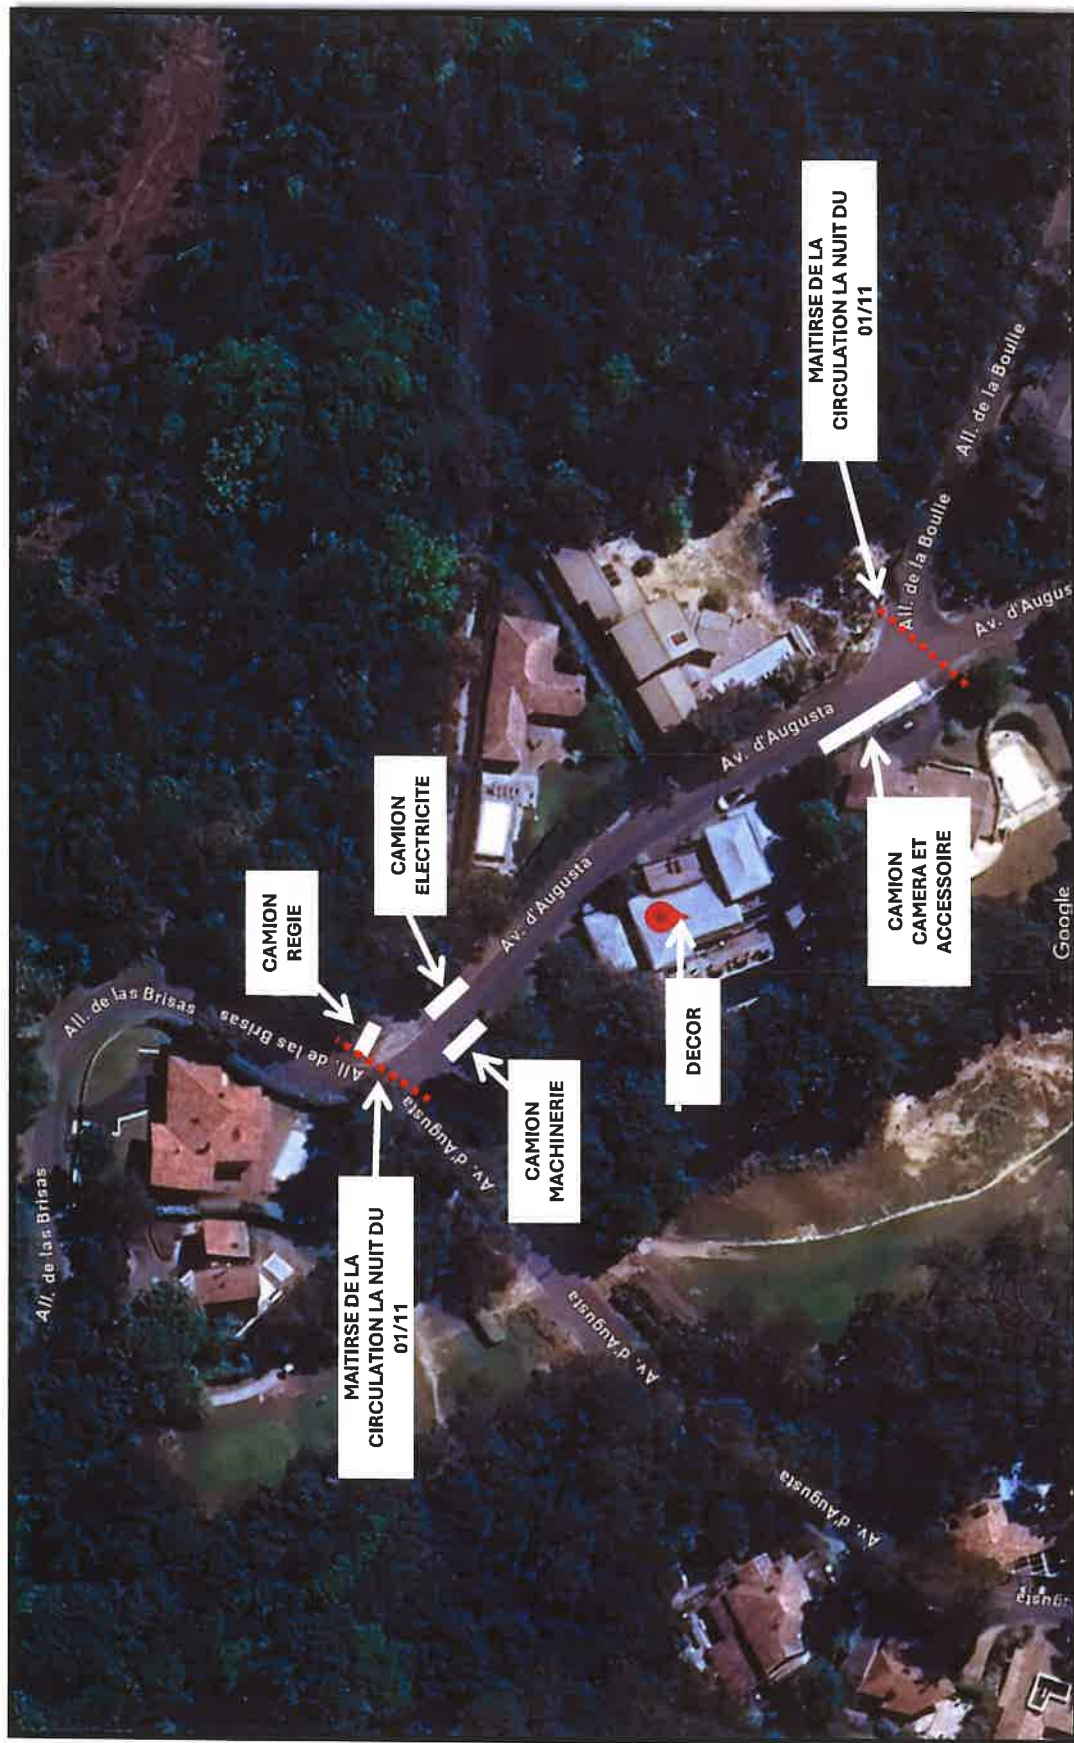 All. de las Brisas
MAITIRSE DE LA
CIRCULATION LA NUIT DU
01/11
All. de las Brisas
All. de las Brisas
CAMION
REGIE
CAMION
ELECTRICITE
Av. d'Augusta
CAMION
MACHINERIE
Av. d'Augusta
Av. d'Augusta
Av. d'Augusta
DECOR
Av. d'Augusta
CAMION
CAMERA ET
ACCESSOIRE
MAITIRSE DE LA
CIRCULATION LA NUIT DU
01/11
All. de la Boulie
All. de la Boulle
Av. d'Augus
gusta
Google